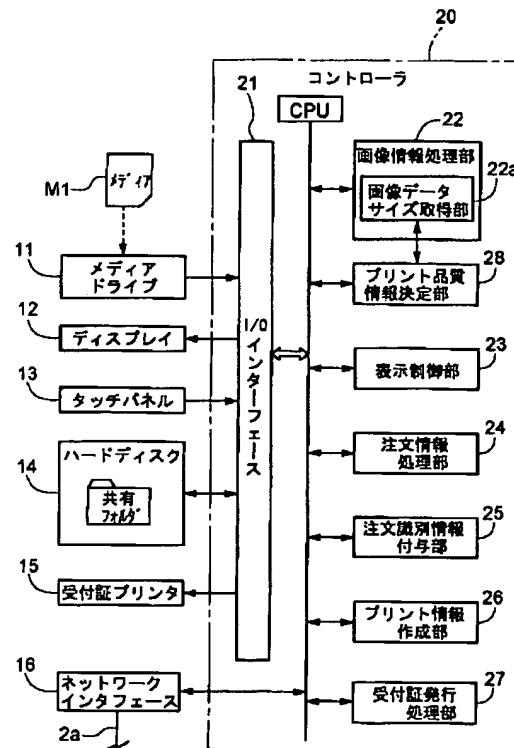 20
コントローラ
21
CPU
22
画像情報処理部
22a
画像データ
サイズ取得部
M1
メディア
11
メディア
ドライブ
28
プリント品質
情報決定部
12
ディスプレイ
I/O
インターフェース
23
表示制御部
13
タッチパネル
24
注文情報
処理部
14
ハードディスク
共有
フォルダ
25
注文識別情報
付与部
15
受付証プリンタ
26
プリント情報
作成部
16
ネットワーク
インタフェース
27
受付証発行
処理部
2a